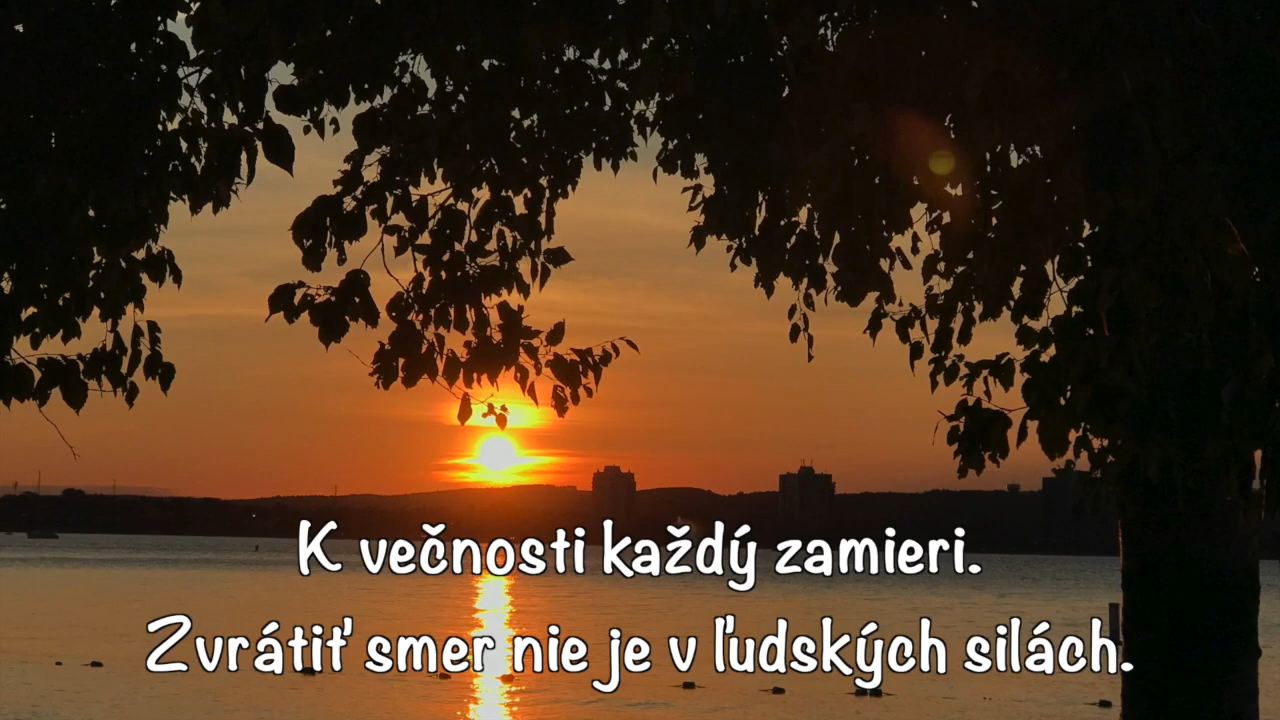 K večnosti každý zamieri.
Zvrátiť smer nie je v ľudských silách.